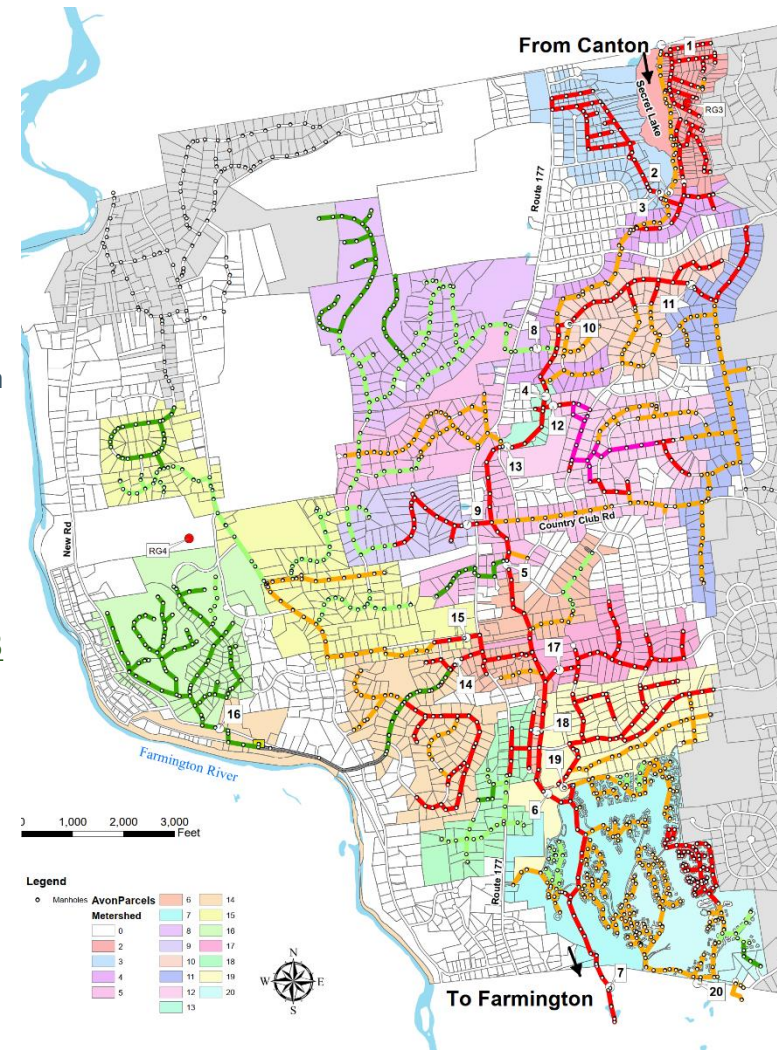 From Canton
1
Secret Lake
RG3
Route 177
2
3
11
8
10
4
12
13
9
Country Club Rd
New Rd
RG4
5
15
17
14
16
18
Farmington River
19
6
0 1,000 2,000 3,000
Feet
Route 177
Legend
Manholes
AvonParcels
Metershed
0
2
3
4
5
6
7
8
9
10
11
12
13
14
15
16
17
18
19
20
N
W E
S
To Farmington
7
20